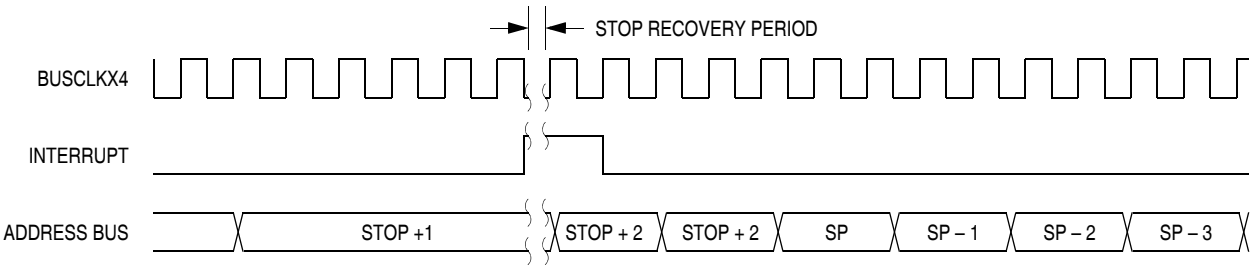 STOP RECOVERY PERIOD
BUSCLKX4
INTERRUPT
ADDRESS BUS STOP +1 STOP + 2 STOP + 2 SP SP – 1 SP – 2 SP – 3